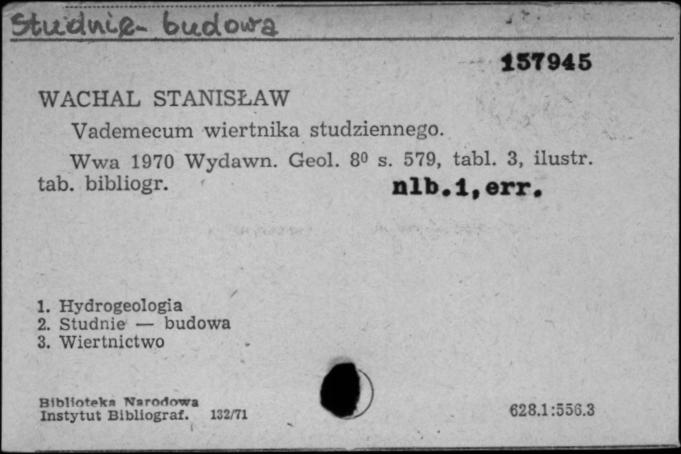 Studnie - budowa
157945
WACHAL STANISŁAW
Vademecum wiertnika studziennego.
Wwa 1970 Wydawn. Geol. 8⁰ s. 579, tabl. 3, ilustr.
tab. bibliogr. nlb.1, err.
1. Hydrogeologia
2. Studnie — budowa
3. Wiertnictwo
Biblioteka Narodowa
Instytut Bibliograf. 132/71
628.1:556.3